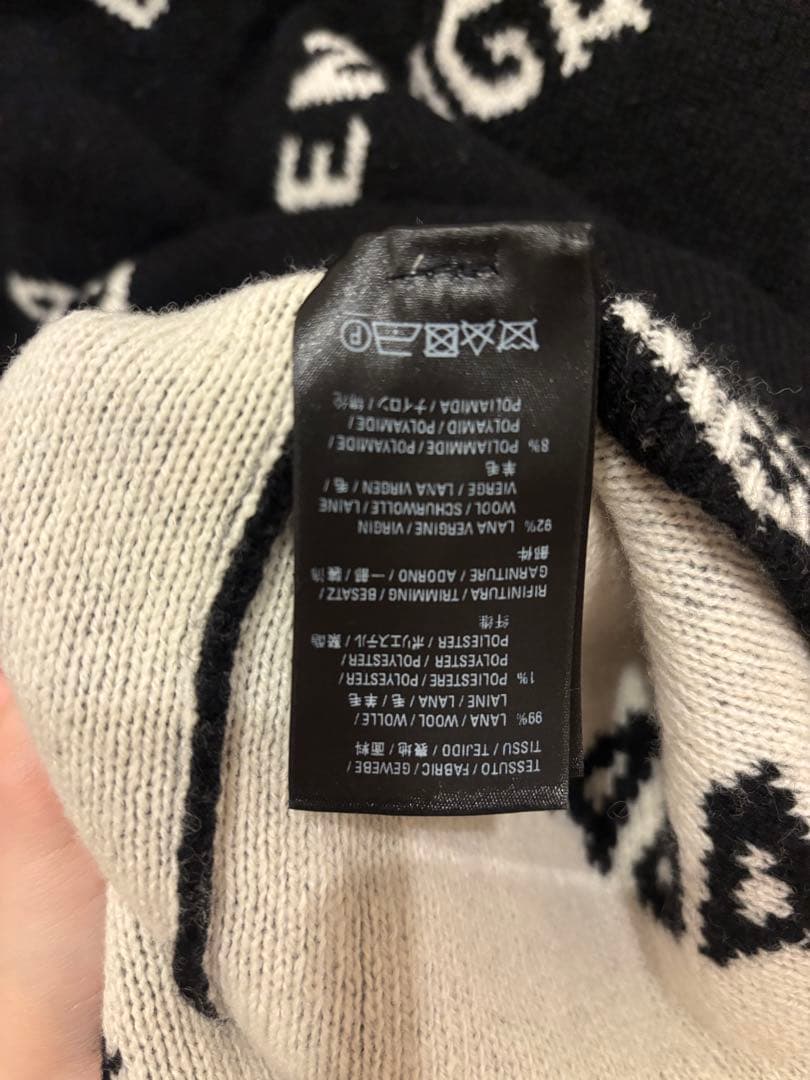 TESSUTO / FABRIC / GEWEBE /
TISSU / TEJIDO / 表地 / 面料
99% LANA / WOOL / WOLLE /
LAINE / LANA / 毛 / 羊毛
1% POLIESTERE / POLYESTER /
POLYESTER / POLYESTER /
POLIESTER / ポリエステル / 聚酯
纤维
RIFINITURA / TRIMMING / BESATZ /
GARNITURE / ADORNO / 一部 / 装饰
部件
92% LANA VERGINE / VIRGIN
WOOL / SCHURWOLLE / LAINE
VIERGE / LANA VIRGEN / 毛 /
羊毛
8% POLIAMMIDE / POLYAMIDE /
POLYAMID / POLYAMIDE /
POLIAMIDA / ナイロン / 锦纶
P